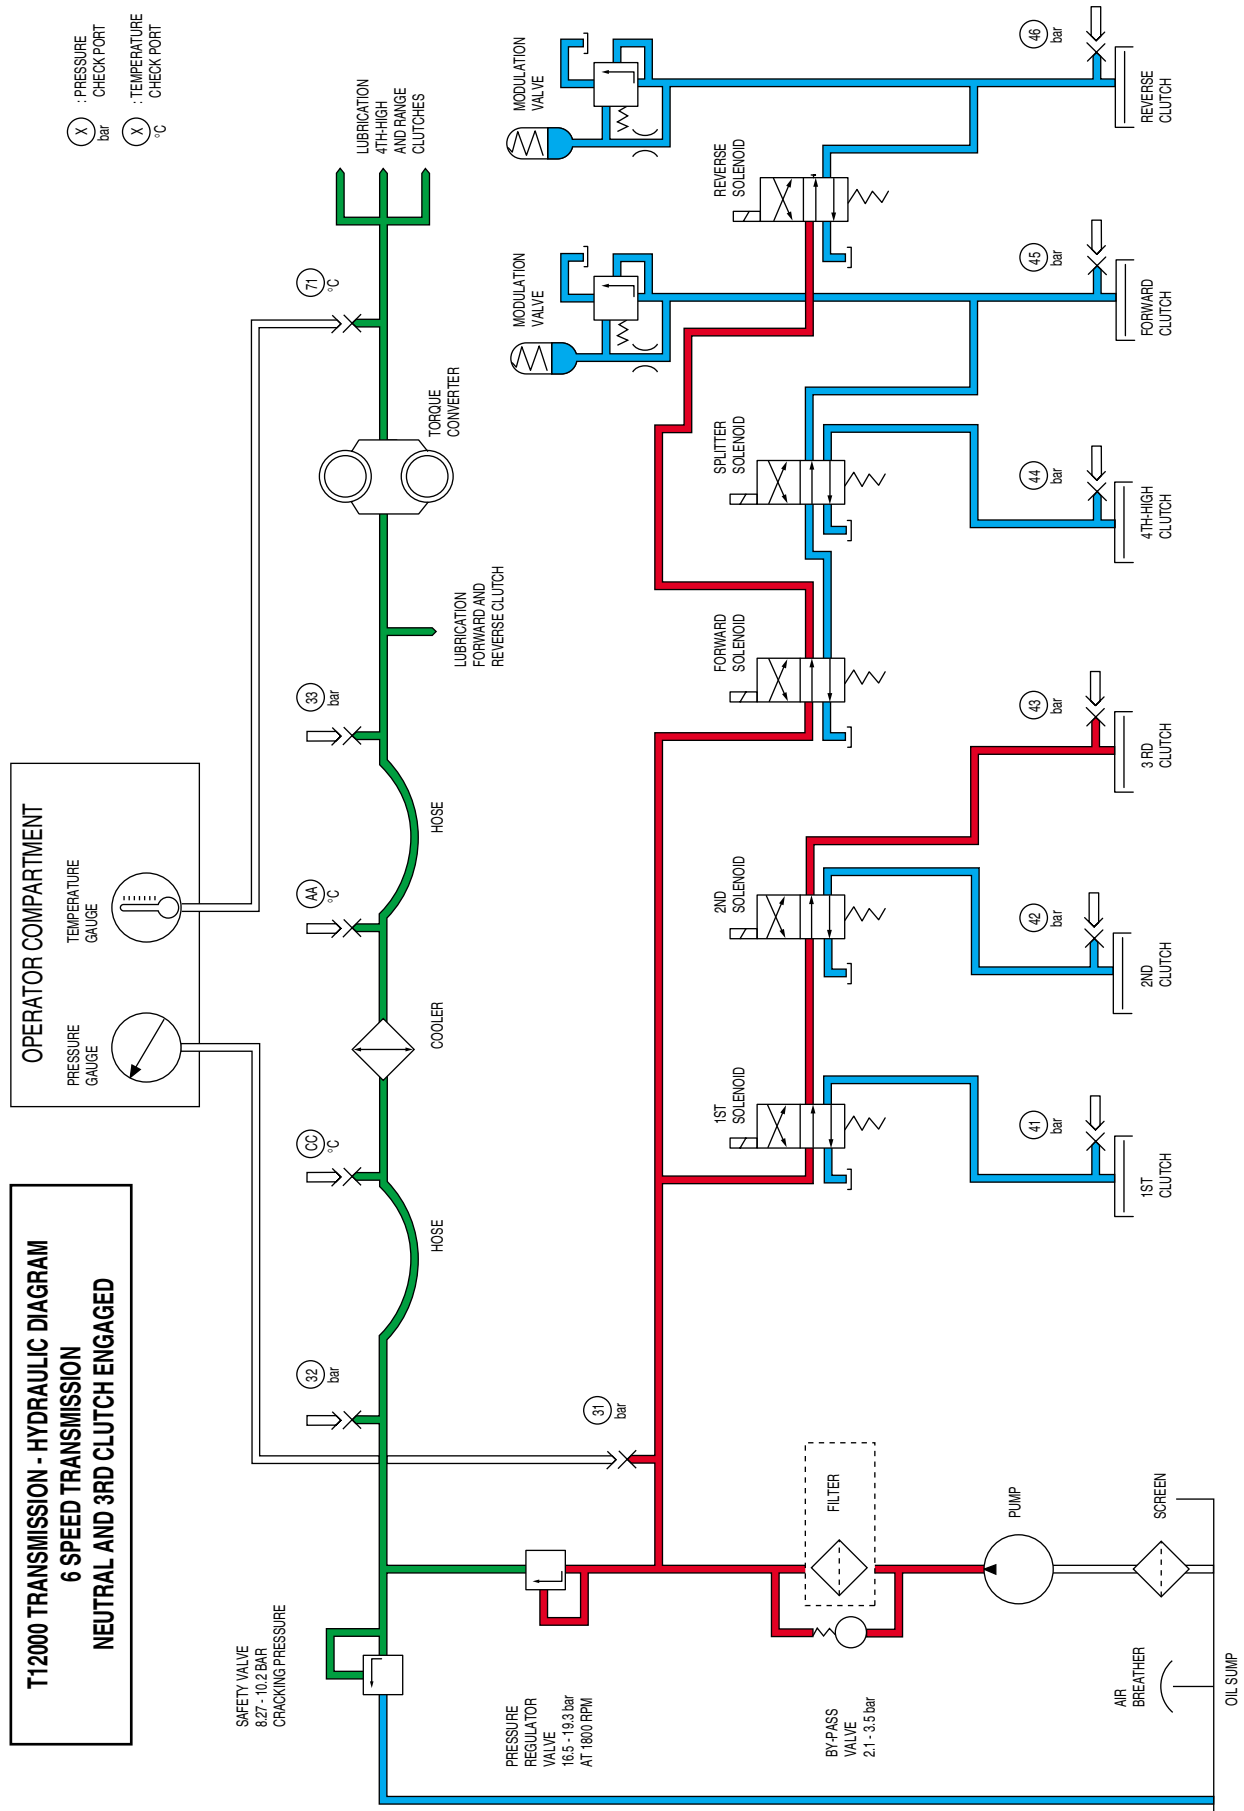 T12000 TRANSMISSION - HYDRAULIC DIAGRAM
6 SPEED TRANSMISSION
NEUTRAL AND 3RD CLUTCH ENGAGED
OPERATOR COMPARTMENT
PRESSURE
GAUGE
TEMPERATURE
GAUGE
X
bar
: PRESSURE
CHECK PORT
X
°C
: TEMPERATURE
CHECK PORT
SAFETY VALVE
8.27 - 10.2 BAR
CRACKING PRESSURE
32
bar
HOSE
CC
°C
COOLER
AA
°C
HOSE
33
bar
LUBRICATION
FORWARD AND
REVERSE CLUTCH
TORQUE
CONVERTER
71
°C
LUBRICATION
4TH-HIGH
AND RANGE
CLUTCHES
PRESSURE
REGULATOR
VALVE
16.5 - 19.3 bar
AT 1800 RPM
31
bar
MODULATION
VALVE
MODULATION
VALVE
1ST
SOLENOID
2ND
SOLENOID
FORWARD
SOLENOID
SPLITTER
SOLENOID
REVERSE
SOLENOID
BY-PASS
VALVE
2.1 - 3.5 bar
FILTER
PUMP
SCREEN
AIR
BREATHER
OIL SUMP
41
bar
42
bar
43
bar
44
bar
45
bar
46
bar
1ST
CLUTCH
2ND
CLUTCH
3 RD
CLUTCH
4TH-HIGH
CLUTCH
FORWARD
CLUTCH
REVERSE
CLUTCH